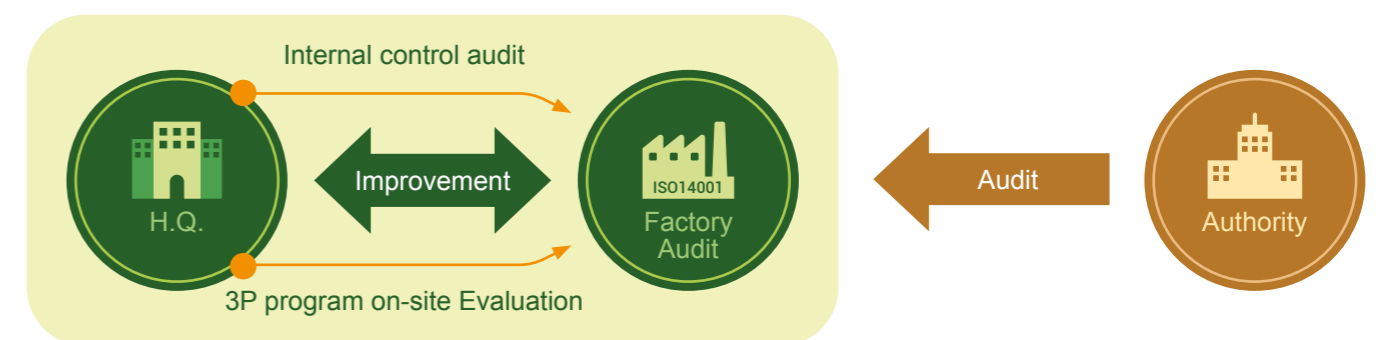 Internal control audit
H.Q.
Improvement
ISO14001
Factory
Audit
3P program on-site Evaluation
Audit
Authority